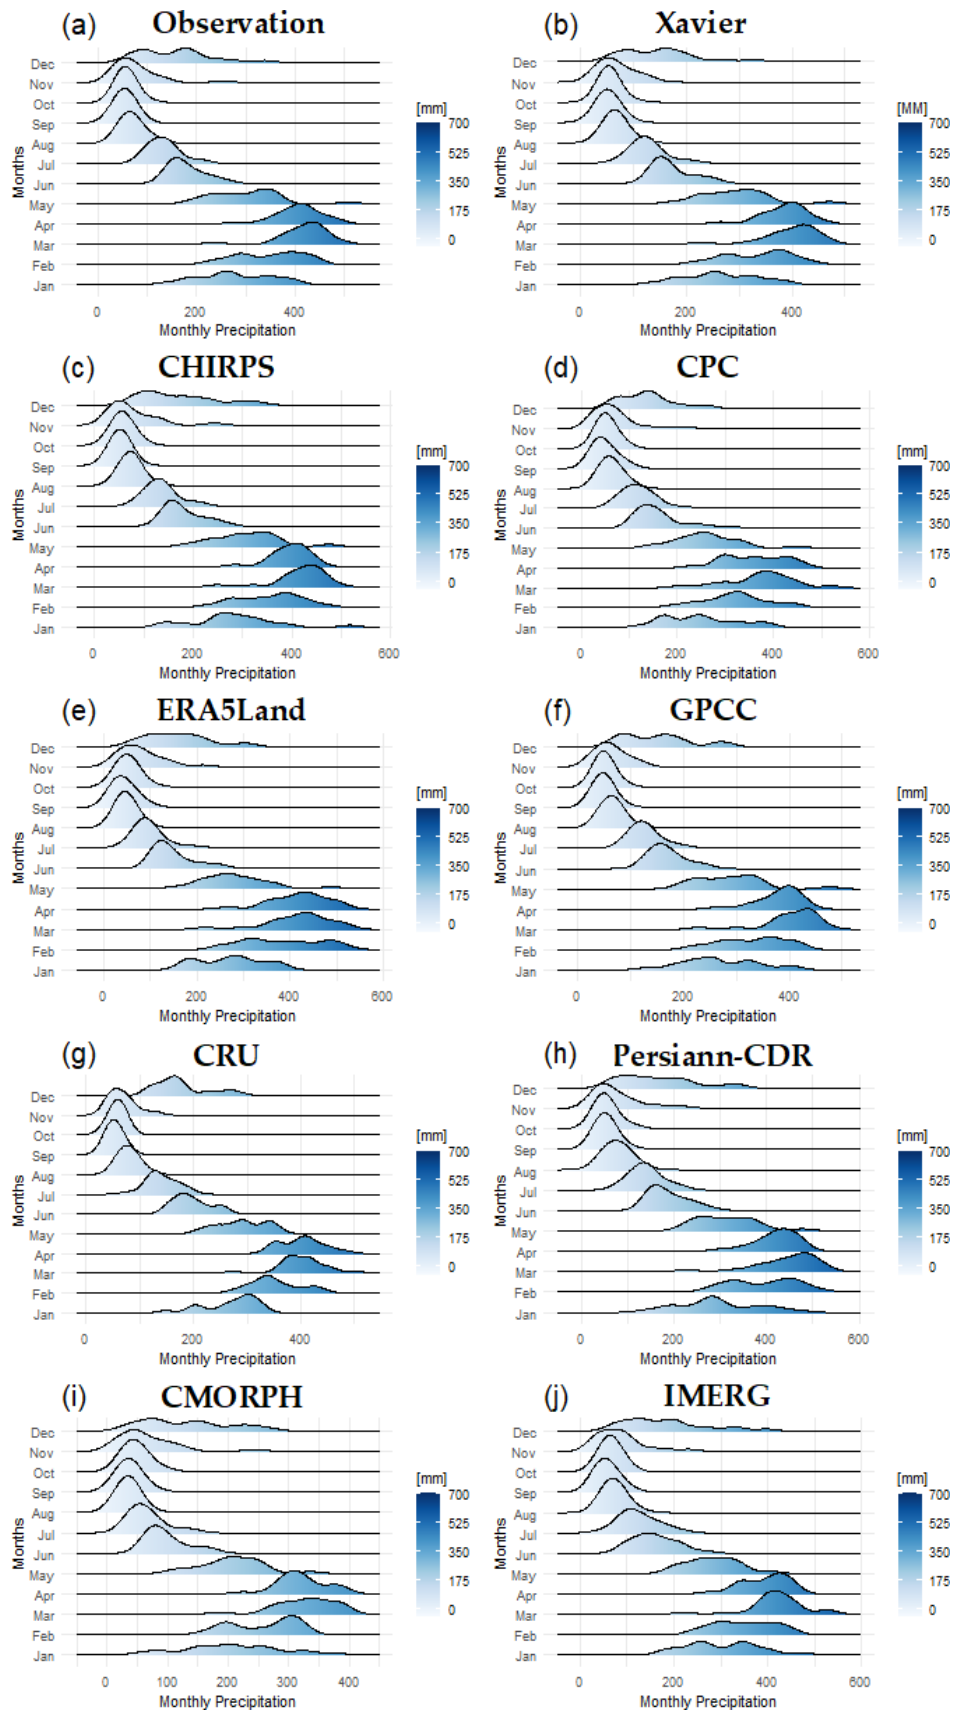 (a) Observation
Dec
Nov
Oct
Sep
Aug
Jul
Jun
May
Apr
Mar
Feb
Jan
Months
0 200 400
Monthly Precipitation
[mm]
700
525
350
175
0
(b) Xavier
Dec
Nov
Oct
Sep
Aug
Jul
Jun
May
Apr
Mar
Feb
Jan
Months
0 200 400
Monthly Precipitation
[MM]
700
525
350
175
0
(c) CHIRPS
Dec
Nov
Oct
Sep
Aug
Jul
Jun
May
Apr
Mar
Feb
Jan
Months
0 200 400 600
Monthly Precipitation
[mm]
700
525
350
175
0
(d) CPC
Dec
Nov
Oct
Sep
Aug
Jul
Jun
May
Apr
Mar
Feb
Jan
Months
0 200 400 600
Monthly Precipitation
[mm]
700
525
350
175
0
(e) ERA5Land
Dec
Nov
Oct
Sep
Aug
Jul
Jun
May
Apr
Mar
Feb
Jan
Months
0 200 400 600
Monthly Precipitation
[mm]
700
525
350
175
0
(f) GPCC
Dec
Nov
Oct
Sep
Aug
Jul
Jun
May
Apr
Mar
Feb
Jan
Months
0 200 400
Monthly Precipitation
[mm]
700
525
350
175
0
(g) CRU
Dec
Nov
Oct
Sep
Aug
Jul
Jun
May
Apr
Mar
Feb
Jan
Months
0 200 400
Monthly Precipitation
[mm]
700
525
350
175
0
(h) Persiann-CDR
Dec
Nov
Oct
Sep
Aug
Jul
Jun
May
Apr
Mar
Feb
Jan
Months
0 200 400 600
Monthly Precipitation
[mm]
700
525
350
175
0
(i) CMORPH
Dec
Nov
Oct
Sep
Aug
Jul
Jun
May
Apr
Mar
Feb
Jan
Months
0 100 200 300 400
Monthly Precipitation
[mm]
700
525
350
175
0
(j) IMERG
Dec
Nov
Oct
Sep
Aug
Jul
Jun
May
Apr
Mar
Feb
Jan
Months
0 200 400 600
Monthly Precipitation
[mm]
700
525
350
175
0